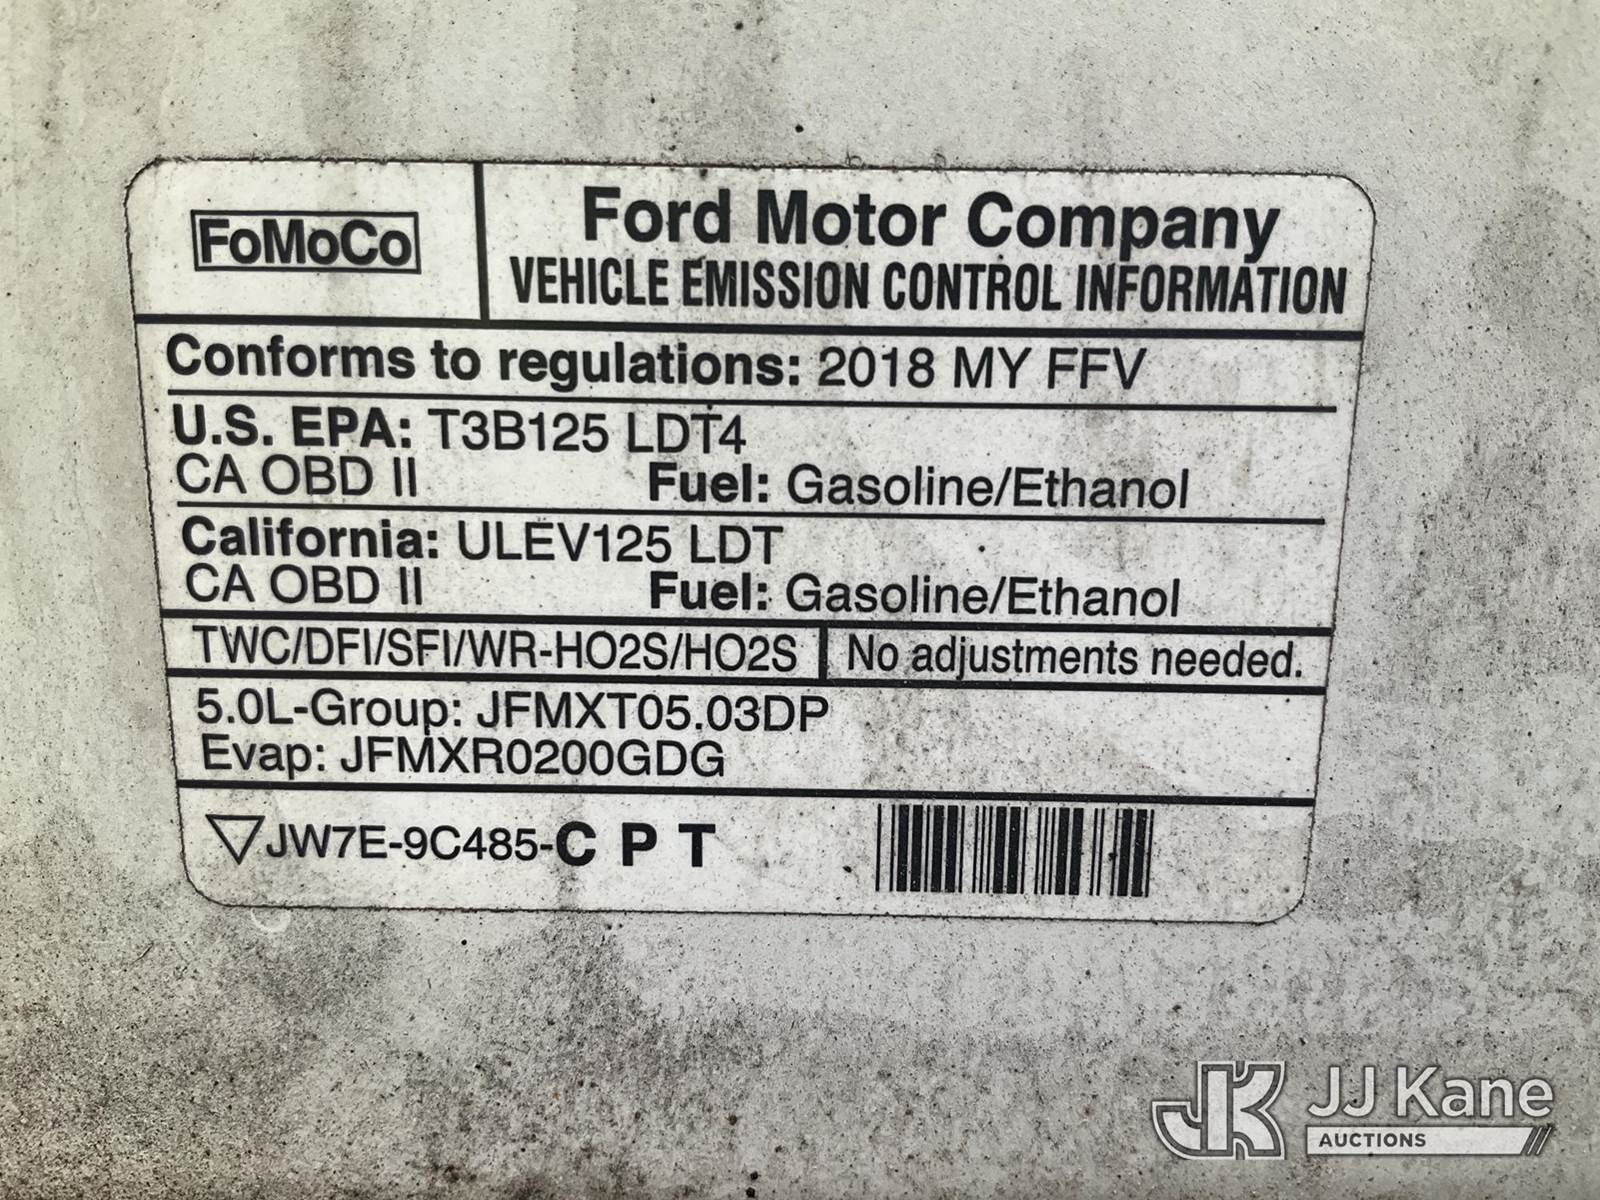 FoMoCo
Ford Motor Company
VEHICLE EMISSION CONTROL INFORMATION
Conforms to regulations: 2018 MY FFV
U.S. EPA: T3B125 LDT4
CA OBD II Fuel: Gasoline/Ethanol
California: ULEV125 LDT
CA OBD II Fuel: Gasoline/Ethanol
TWC/DFI/SFI/WR-HO2S/HO2S No adjustments needed.
5.0L-Group: JFMXT05.03DP
Evap: JFMXR0200GDG
JW7E-9C485-C P T
JK JJ Kane
AUCTIONS